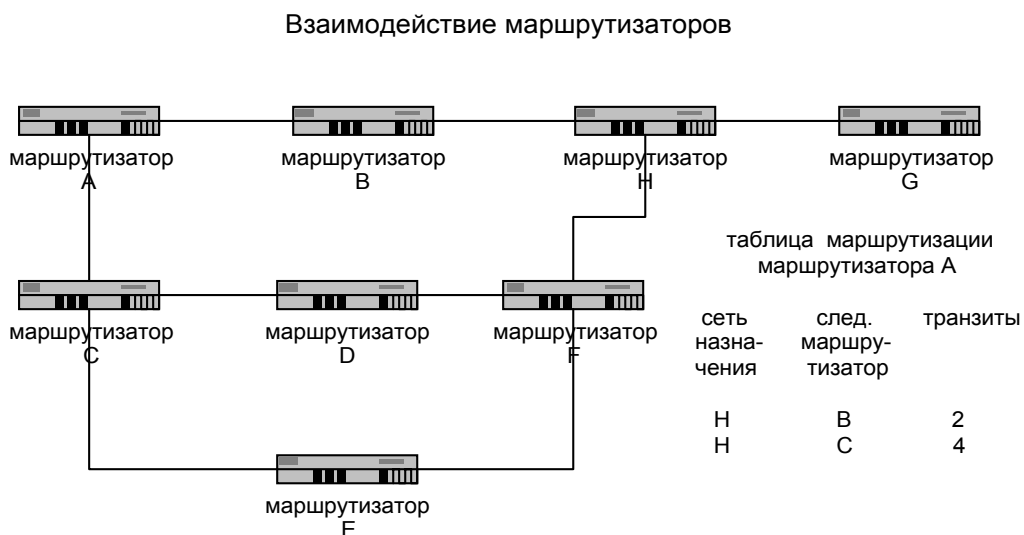 Взаимодействие маршрутизаторов
маршрутизатор
A
маршрутизатор
B
маршрутизатор
H
маршрутизатор
G
маршрутизатор
C
маршрутизатор
D
маршрутизатор
F
маршрутизатор
E
таблица маршрутизации
маршрутизатора А
сеть
назна-
чения
след.
маршру-
тизатор
транзиты
H B 2
H C 4